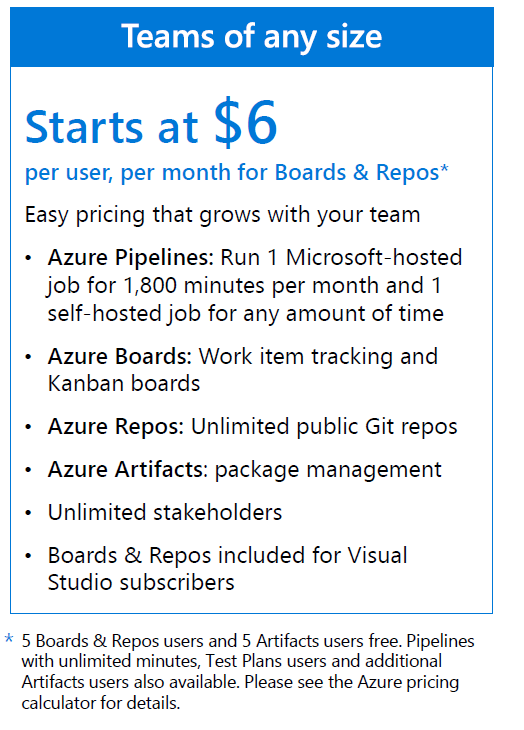 Teams of any size
Starts at $6
per user, per month for Boards & Repos*
Easy pricing that grows with your team
• Azure Pipelines: Run 1 Microsoft-hosted
job for 1,800 minutes per month and 1
self-hosted job for any amount of time
• Azure Boards: Work item tracking and
Kanban boards
• Azure Repos: Unlimited public Git repos
• Azure Artifacts: package management
• Unlimited stakeholders
• Boards & Repos included for Visual
Studio subscribers
* 5 Boards & Repos users and 5 Artifacts users free. Pipelines
with unlimited minutes, Test Plans users and additional
Artifacts users also available. Please see the Azure pricing
calculator for details.